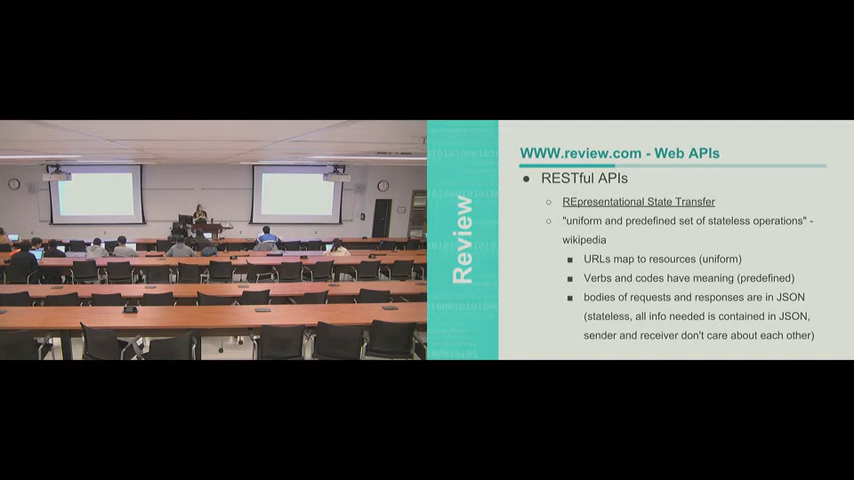 Review
WWW.review.com - Web APIs
● RESTful APIs
○ REpresentational State Transfer
○ "uniform and predefined set of stateless operations" -
wikipedia
■ URLs map to resources (uniform)
■ Verbs and codes have meaning (predefined)
■ bodies of requests and responses are in JSON
(stateless, all info needed is contained in JSON,
sender and receiver don't care about each other)